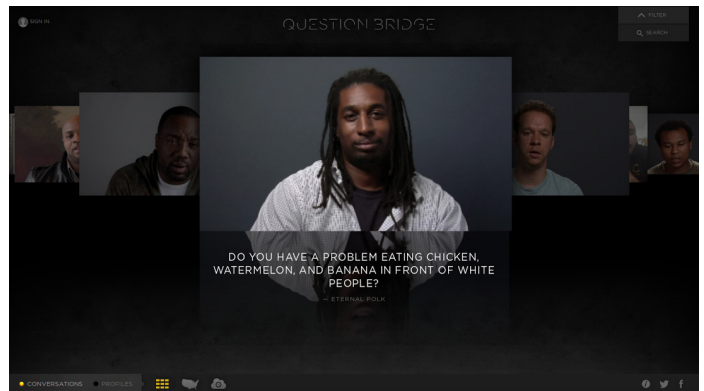 SIGN IN
QUESTION BRIDGE
FILTER
SEARCH
DO YOU HAVE A PROBLEM EATING CHICKEN,
WATERMELON, AND BANANA IN FRONT OF WHITE
PEOPLE?
— ETERNAL POLK
CONVERSATIONS
PROFILES